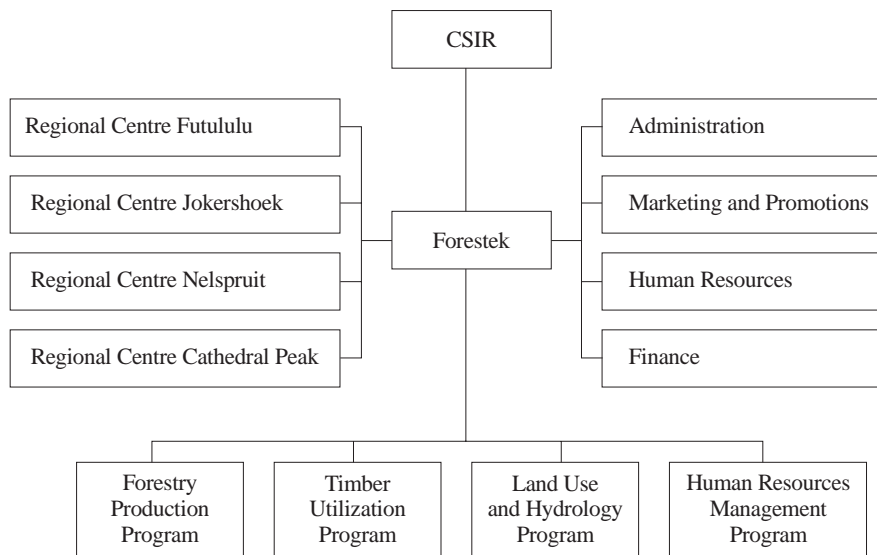 CSIR
Regional Centre Futululu
Regional Centre Jokershoek
Regional Centre Nelspruit
Regional Centre Cathedral Peak
Forestek
Administration
Marketing and Promotions
Human Resources
Finance
Forestry
Production
Program
Timber
Utilization
Program
Land Use
and Hydrology
Program
Human Resources
Management
Program